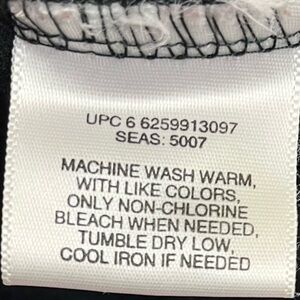 UPC 6 6259913097
SEAS: 5007
MACHINE WASH WARM,
WITH LIKE COLORS,
ONLY NON-CHLORINE
BLEACH WHEN NEEDED,
TUMBLE DRY LOW,
COOL IRON IF NEEDED